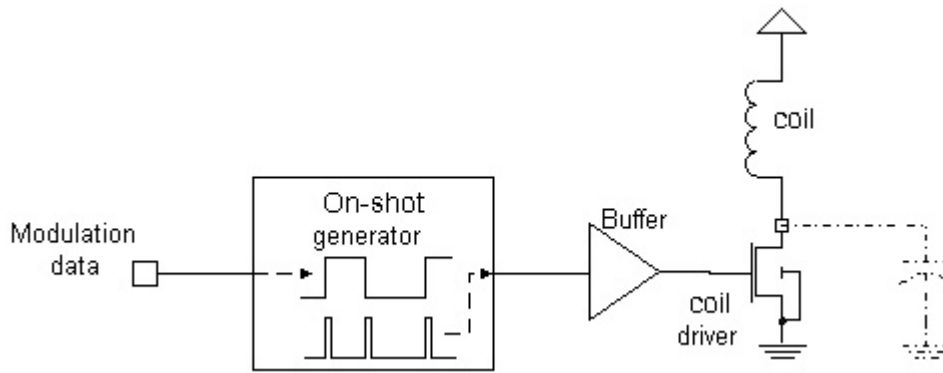 Modulation
data
On-shot
generator
Buffer
coil
coil
driver